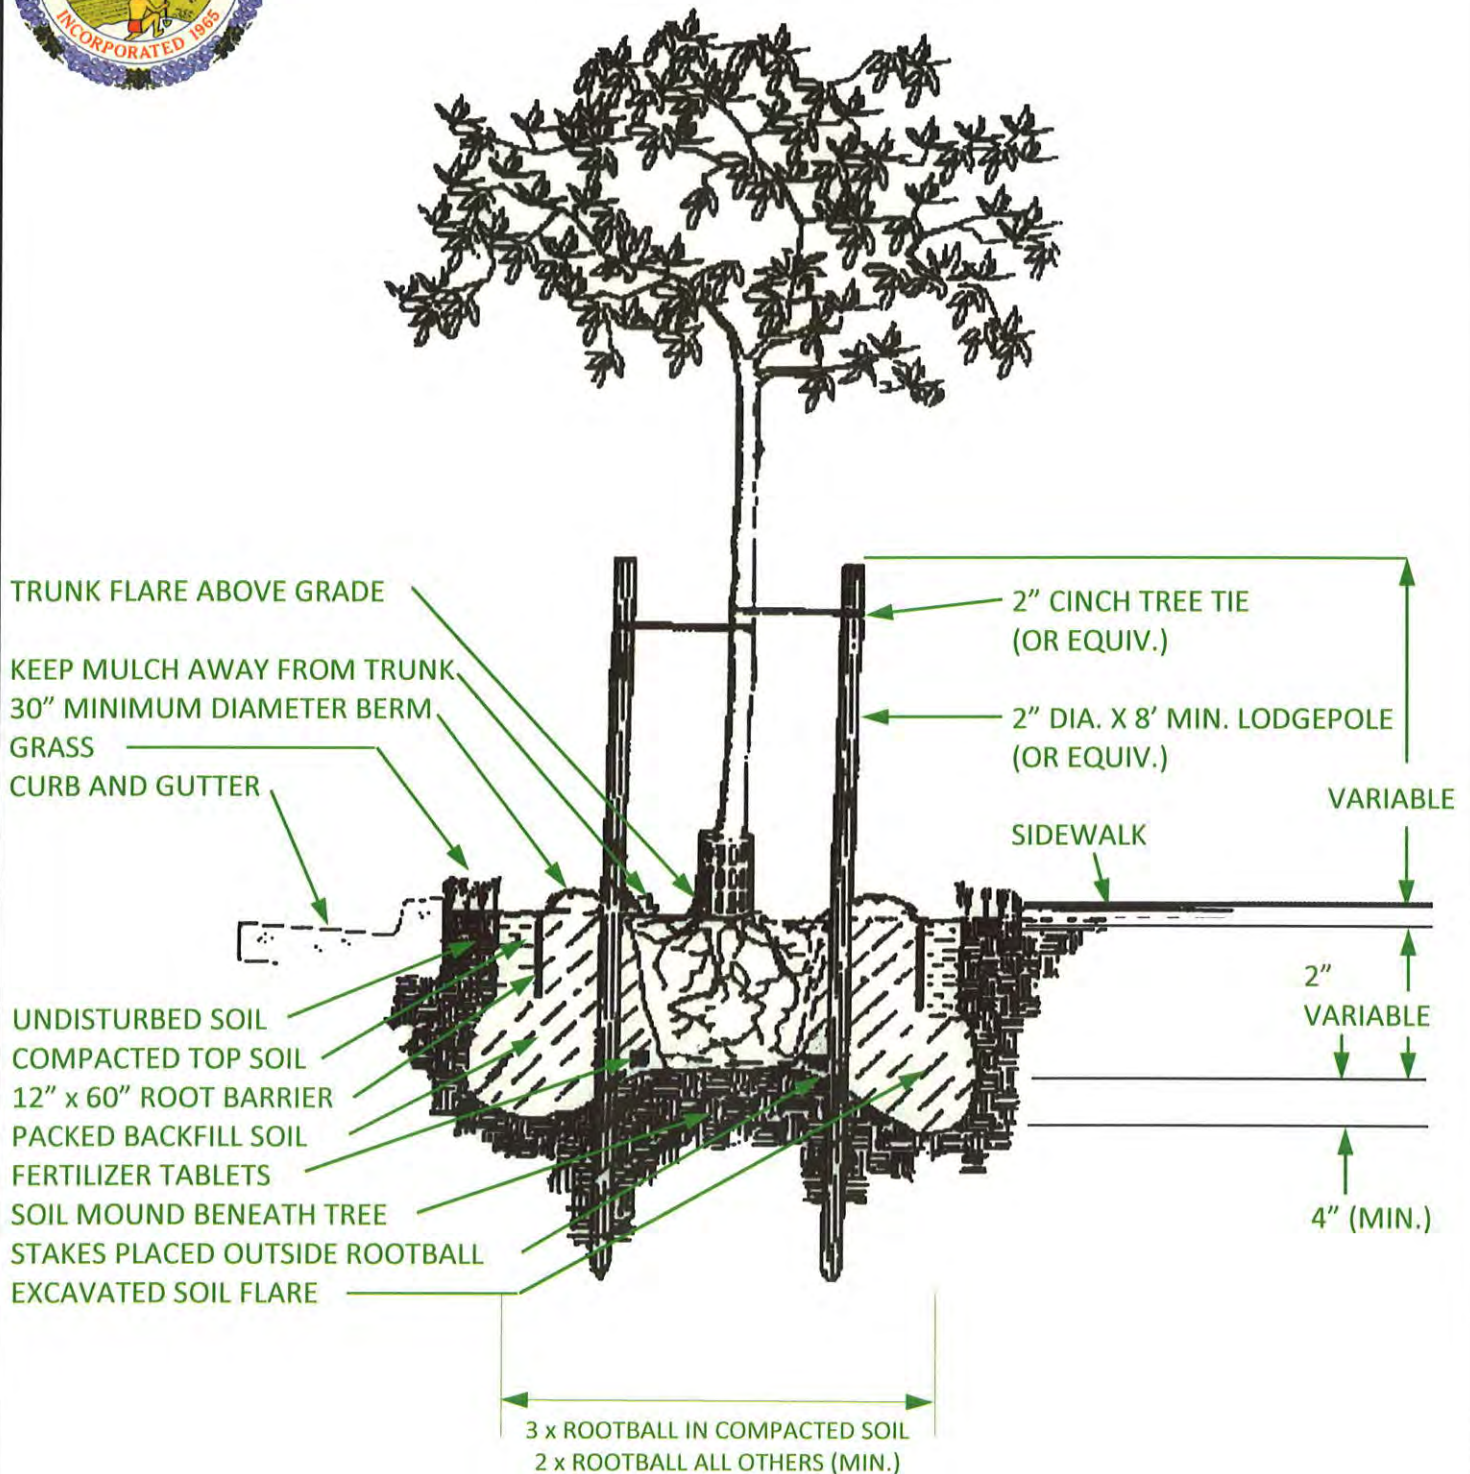 INCORPORATED 1965
TRUNK FLARE ABOVE GRADE
KEEP MULCH AWAY FROM TRUNK
30” MINIMUM DIAMETER BERM
GRASS
CURB AND GUTTER
2” CINCH TREE TIE
(OR EQUIV.)
2” DIA. X 8’ MIN. LODGEPOLE
(OR EQUIV.)
VARIABLE
SIDEWALK
2”
VARIABLE
4” (MIN.)
UNDISTURBED SOIL
COMPACTED TOP SOIL
12” x 60” ROOT BARRIER
PACKED BACKFILL SOIL
FERTILIZER TABLETS
SOIL MOUND BENEATH TREE
STAKES PLACED OUTSIDE ROOTBALL
EXCAVATED SOIL FLARE
3 x ROOTBALL IN COMPACTED SOIL
2 x ROOTBALL ALL OTHERS (MIN.)